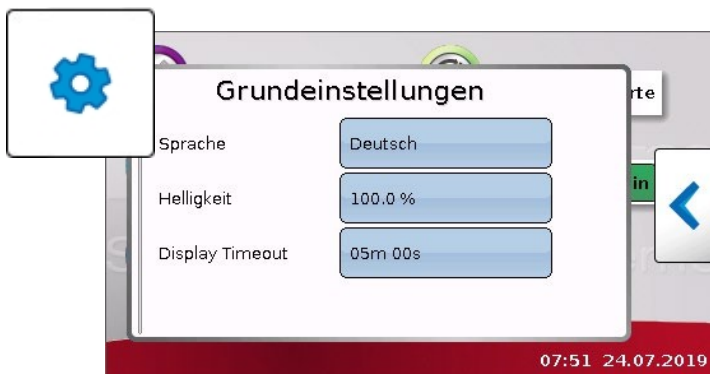 Grundeinstellungen
rte
Sprache
Deutsch
in
Helligkeit
100.0 %
Display Timeout
05m 00s
07:51 24.07.2019